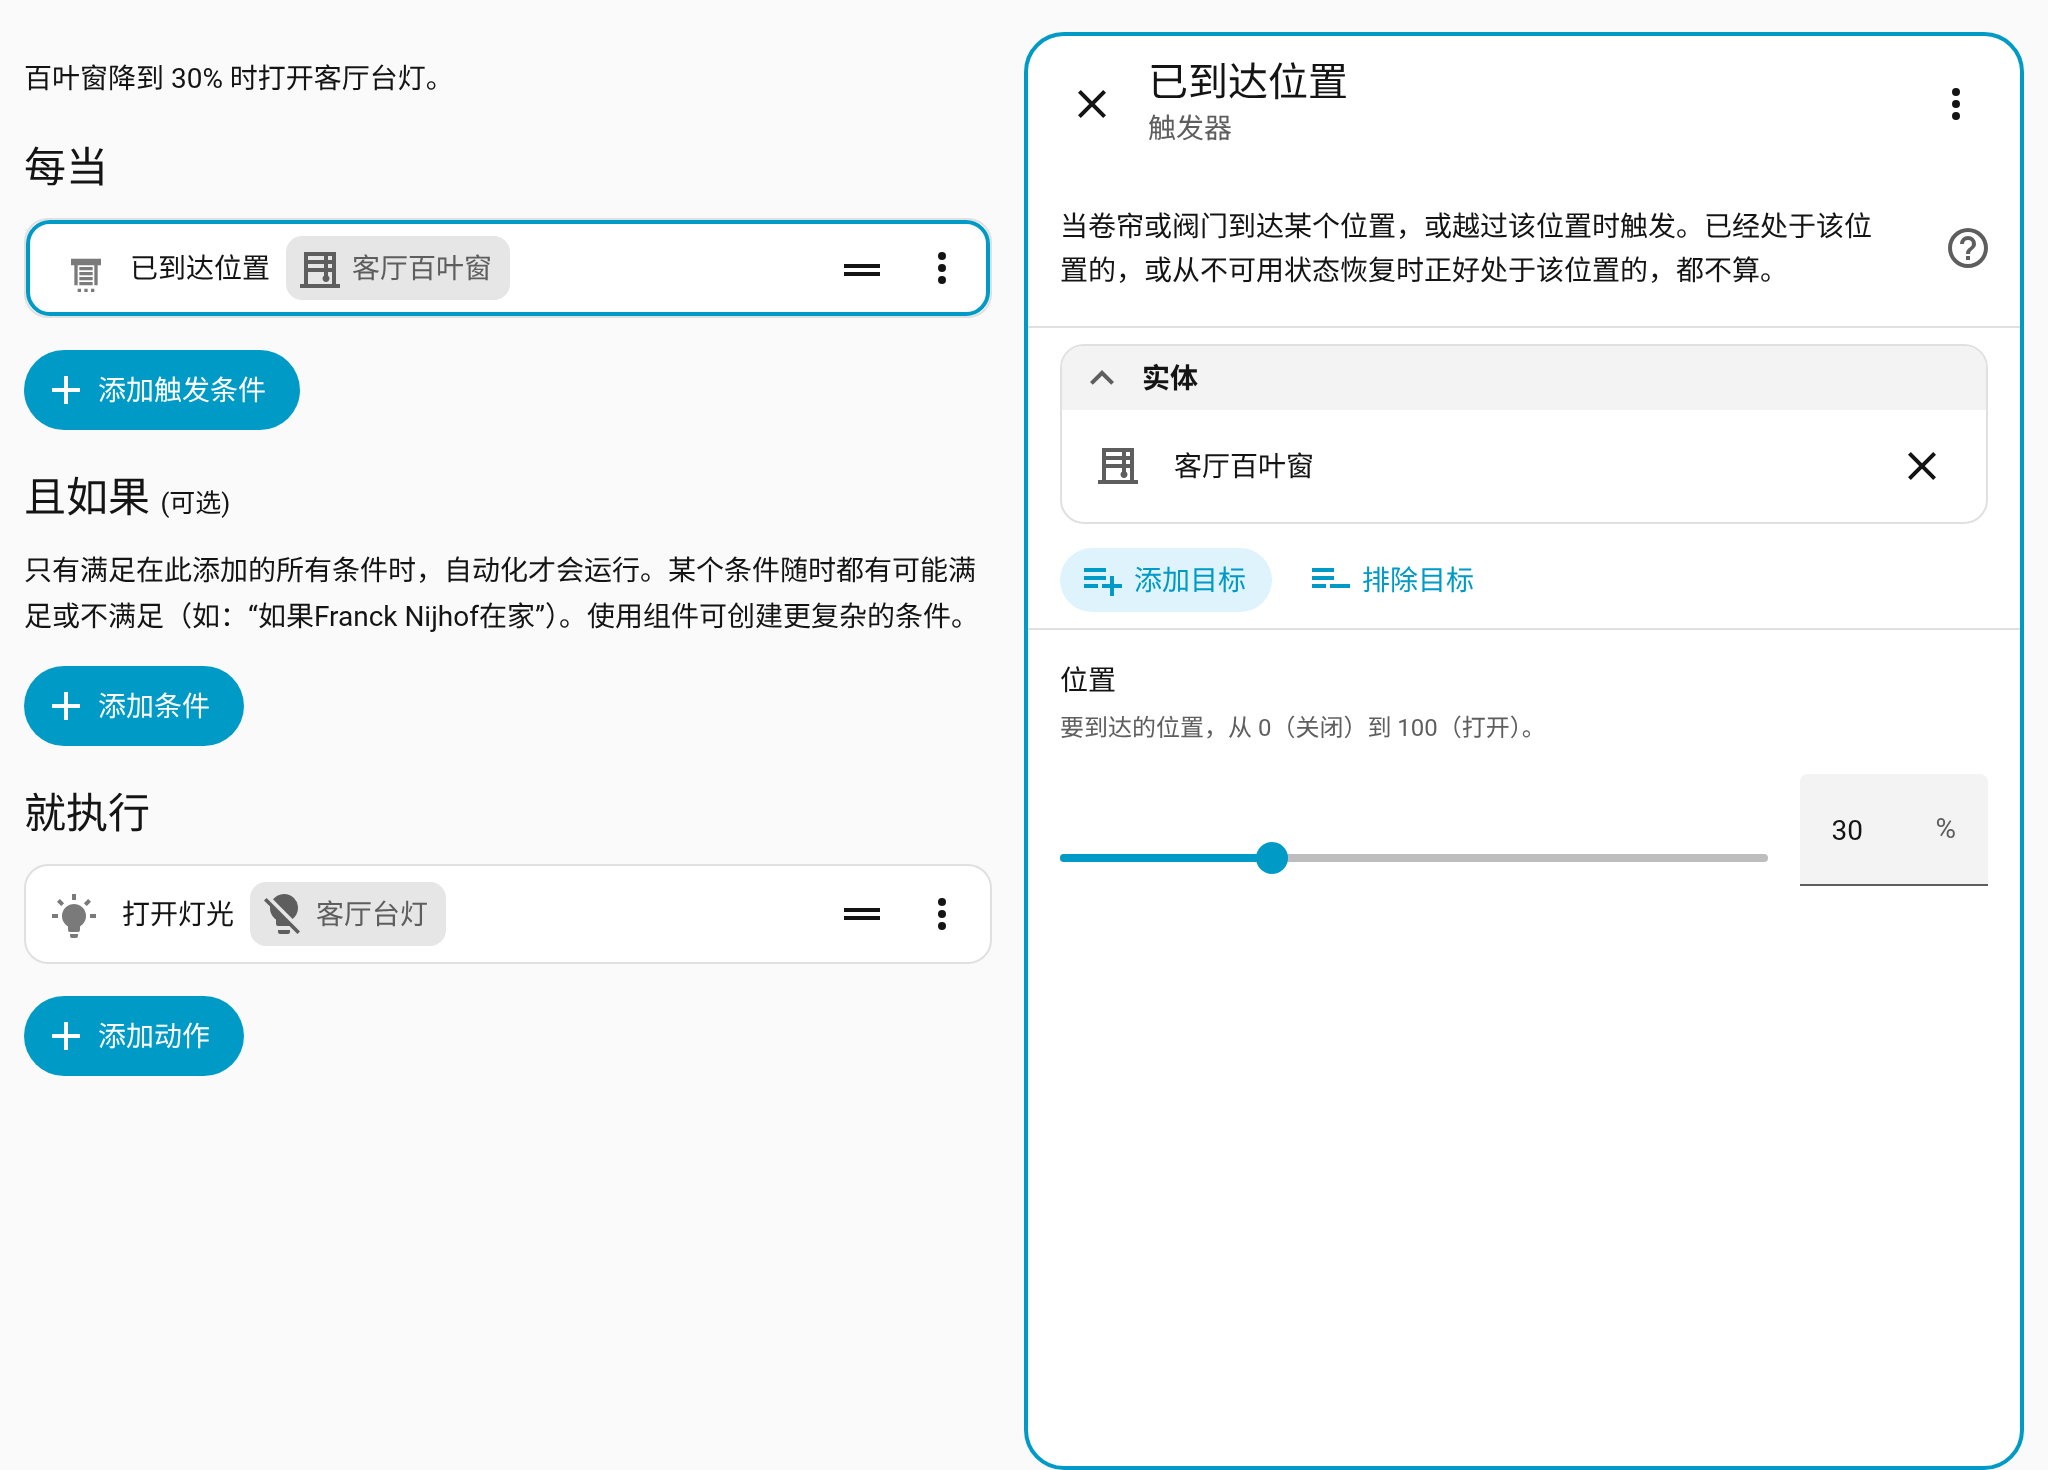 百叶窗降到 30% 时打开客厅台灯。
每当
已到达位置 客厅百叶窗
添加触发条件
且如果 (可选)
只有满足在此添加的所有条件时，自动化才会运行。某个条件随时都有可能满
足或不满足（如：“如果Franck Nijhof在家”）。使用组件可创建更复杂的条件。
添加条件
就执行
打开灯光 客厅台灯
添加动作
已到达位置
触发器
当卷帘或阀门到达某个位置，或越过该位置时触发。已经处于该位
置的，或从不可用状态恢复时正好处于该位置的，都不算。
实体
客厅百叶窗
添加目标 排除目标
位置
要到达的位置，从 0（关闭）到 100（打开）。
30 %